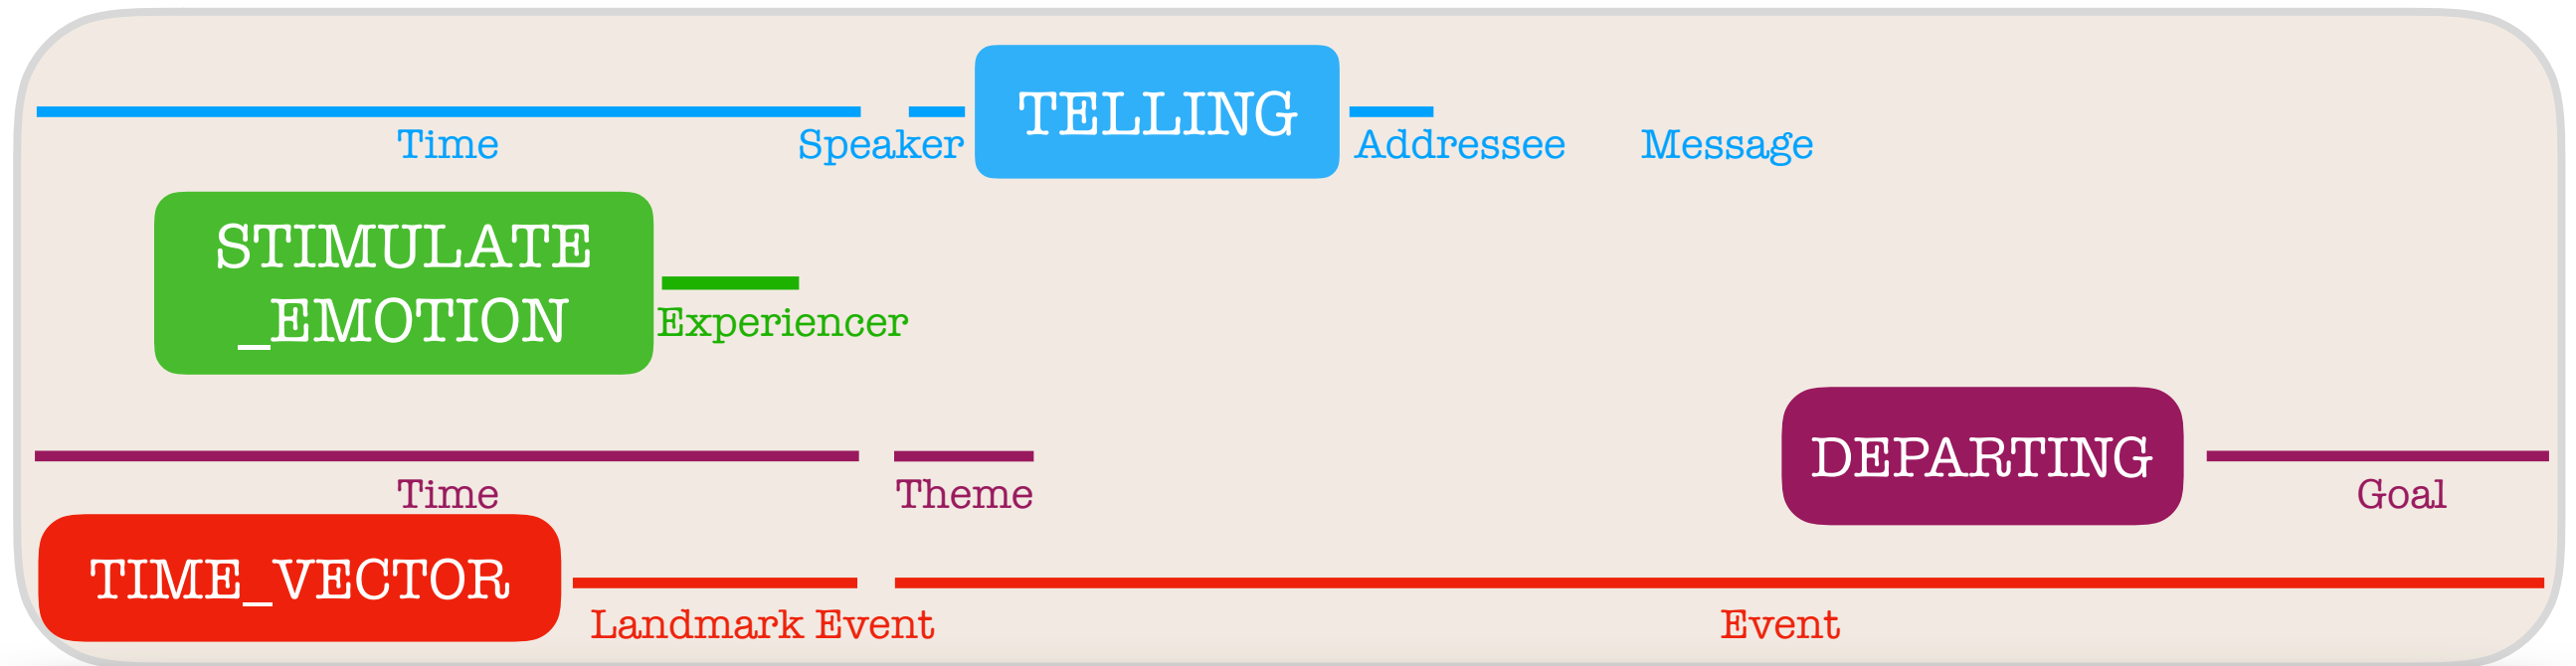 TELLING
Time Speaker Addressee Message
STIMULATE
_EMOTION
Experiencer
DEPARTING
Time Theme Goal
TIME_VECTOR
Landmark Event Event